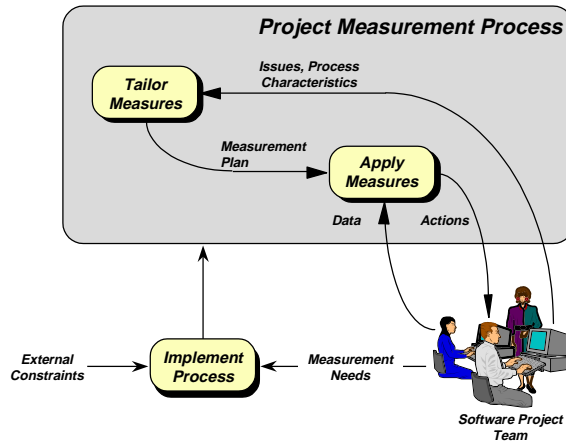 Project Measurement Process
Issues, Process
Characteristics
Tailor
Measures
Measurement
Plan
Apply
Measures
Data
Actions
External
Constraints
Implement
Process
Measurement
Needs
Software Project
Team